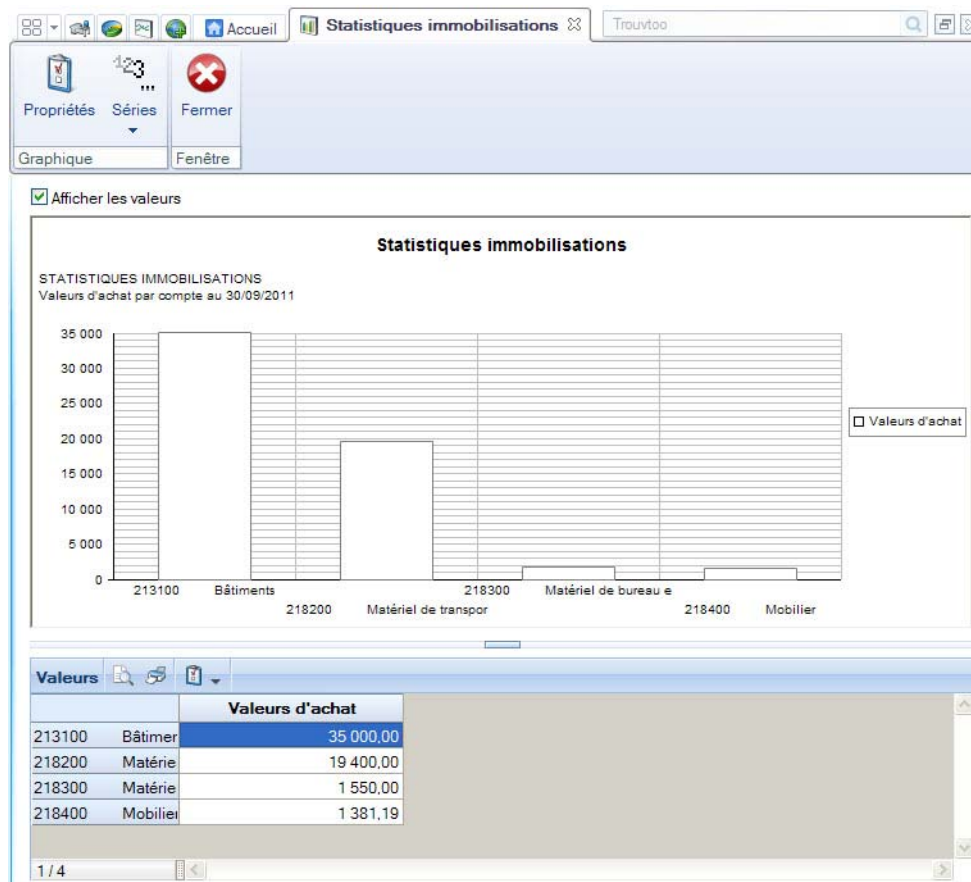 Accueil Statistiques immobilisations Trouvtoo
123...
Propriétés Séries Fermer
Graphique Fenêtre
Afficher les valeurs
Statistiques immobilisations
STATISTIQUES IMMOBILISATIONS
Valeurs d'achat par compte au 30/09/2011
35 000
30 000
25 000
20 000
15 000
10 000
5 000
0
Valeurs d'achat
213100 Bâtiments 218300 Matériel de bureau e
218200 Matériel de transpor 218400 Mobilier
Valeurs
Valeurs d'achat
213100 Bâtimer 35 000,00
218200 Matérie 19 400,00
218300 Matérie 1 550,00
218400 Mobilier 1 381,19
1 / 4